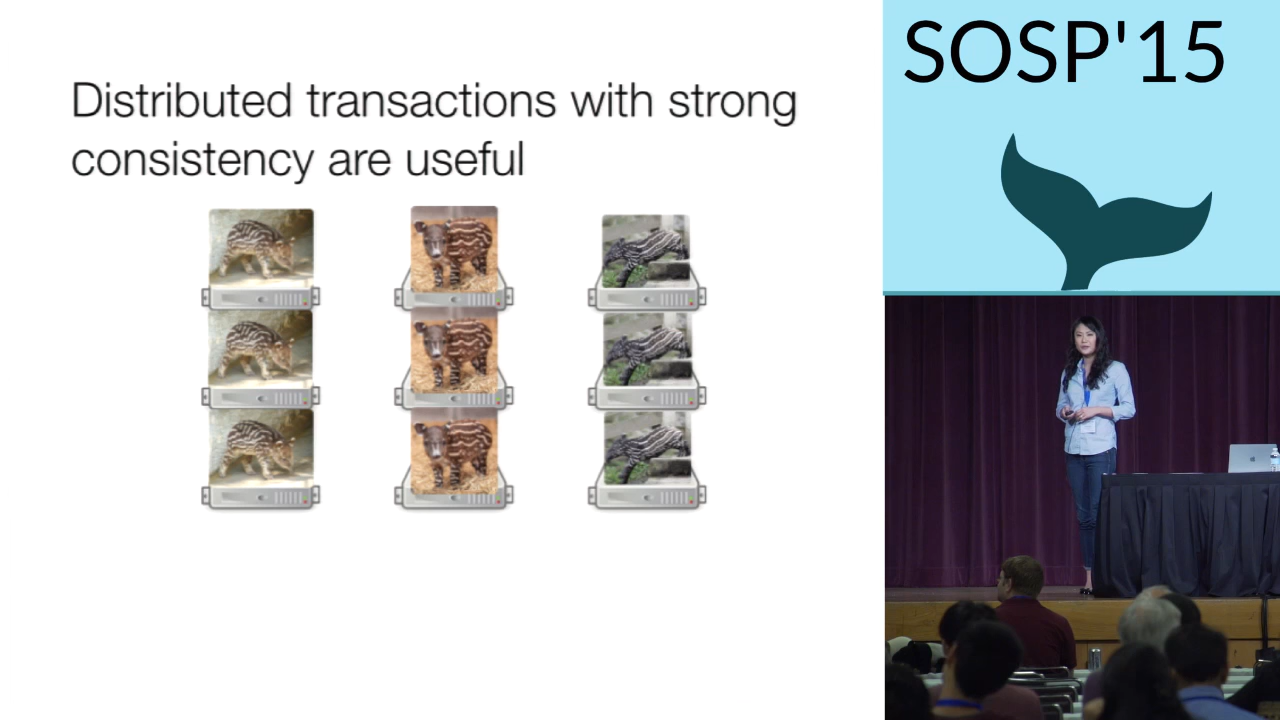 Distributed transactions with strong
consistency are useful
SOSP'15